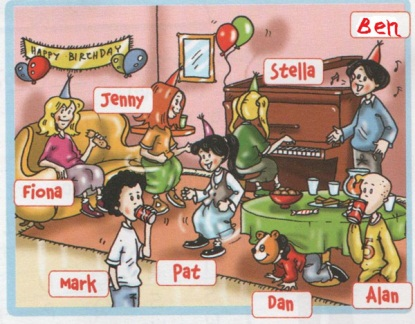 Ben
HAPPY BIRTHDAY
Stella
Jenny
Fiona
Mark
Pat
Dan
Alan